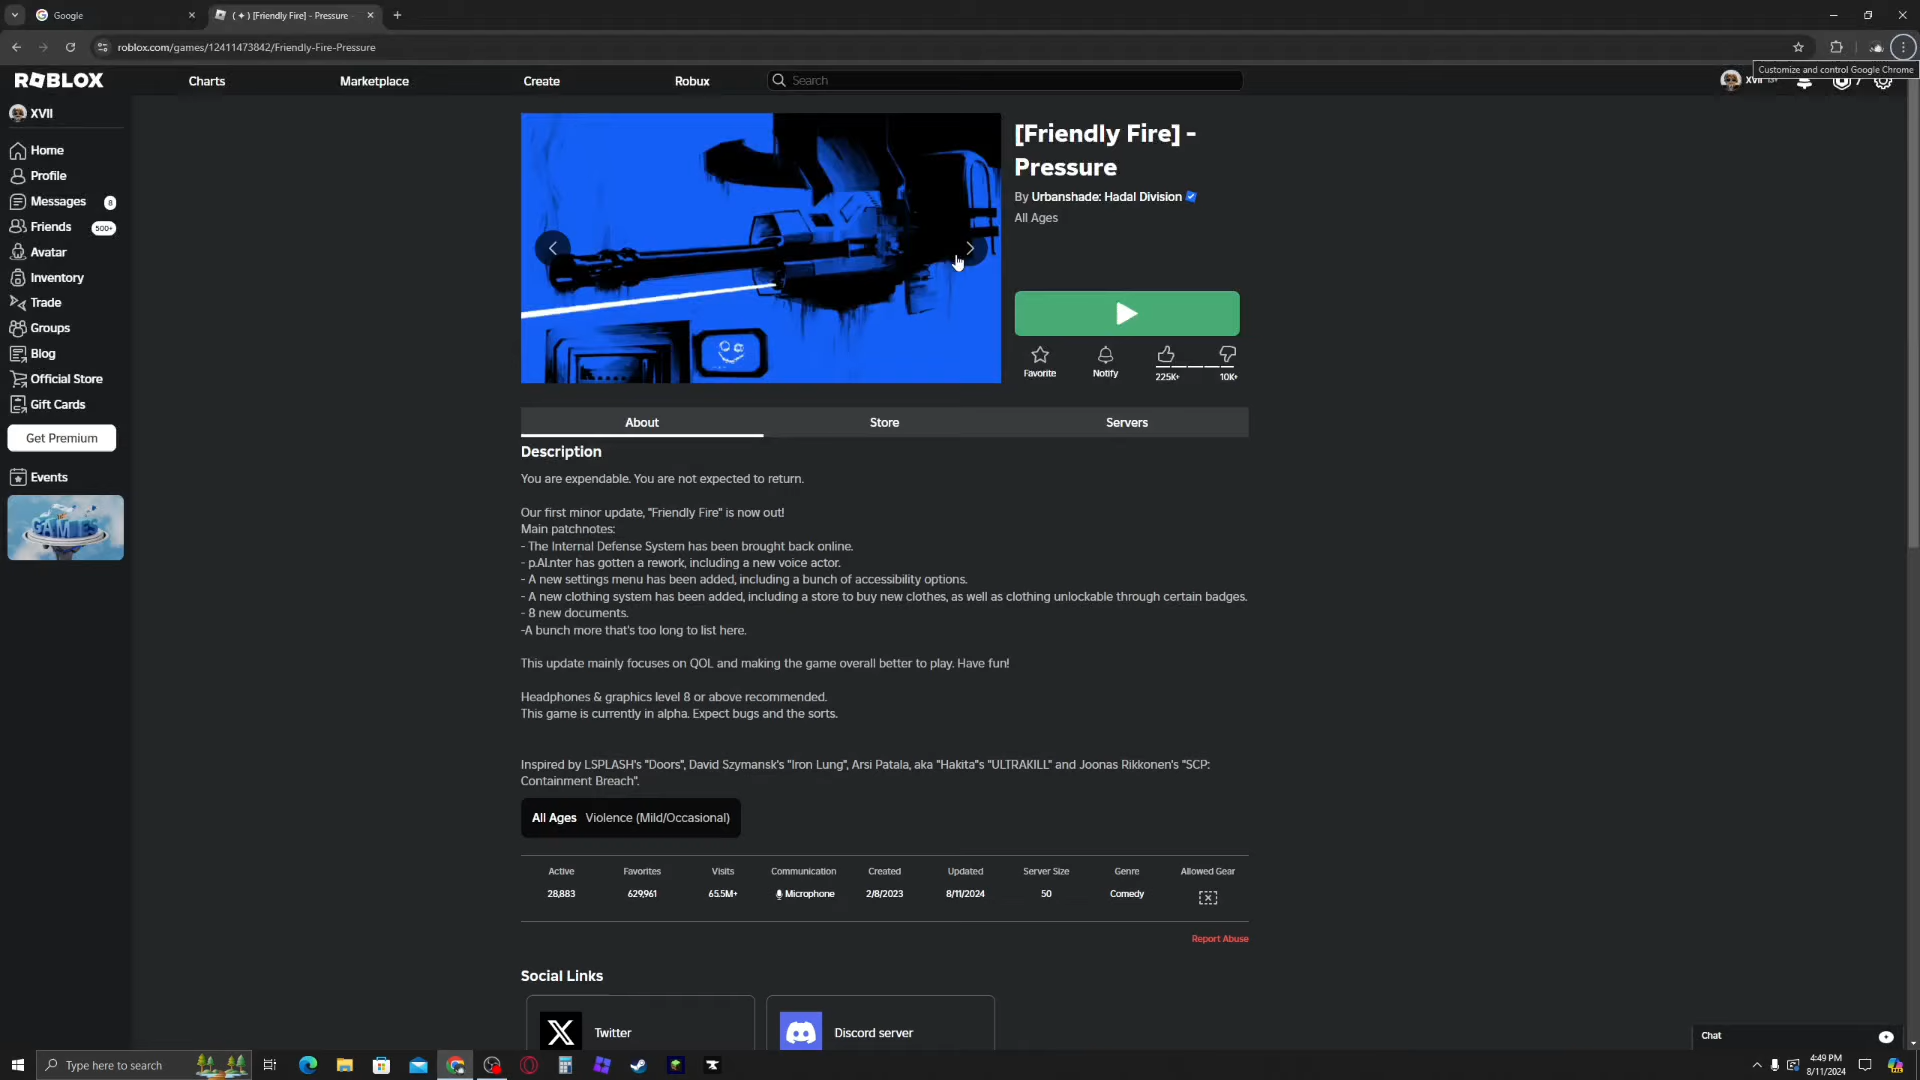 Google
( ✦ ) [Friendly Fire] - Pressure -
roblox.com/games/12411473842/Friendly-Fire-Pressure
Customize and control Google Chrome
ROBLOX
Charts
Marketplace
Create
Robux
Search
XVII
Home
Profile
Messages
8
Friends
500+
Avatar
Inventory
Trade
Groups
Blog
Official Store
Gift Cards
Get Premium
Events
GAMES
[Friendly Fire] -
Pressure
By Urbanshade: Hadal Division
All Ages
Favorite
Notify
225K+
10K+
About
Store
Servers
Description
You are expendable. You are not expected to return.
Our first minor update, "Friendly Fire" is now out!
Main patchnotes:
- The Internal Defense System has been brought back online.
- p.AI.nter has gotten a rework, including a new voice actor.
- A new settings menu has been added, including a bunch of accessibility options.
- A new clothing system has been added, including a store to buy new clothes, as well as clothing unlockable through certain badges.
- 8 new documents.
-A bunch more that's too long to list here.
This update mainly focuses on QOL and making the game overall better to play. Have fun!
Headphones & graphics level 8 or above recommended.
This game is currently in alpha. Expect bugs and the sorts.
Inspired by LSPLASH's "Doors", David Szymansk's "Iron Lung", Arsi Patala, aka "Hakita"s "ULTRAKILL" and Joonas Rikkonen's "SCP:
Containment Breach".
All Ages Violence (Mild/Occasional)
Active
Favorites
Visits
Communication
Created
Updated
Server Size
Genre
Allowed Gear
28,883
629,961
65.5M+
Microphone
2/8/2023
8/11/2024
50
Comedy
Report Abuse
Social Links
Twitter
Discord server
Chat
Type here to search
4:49 PM
8/11/2024